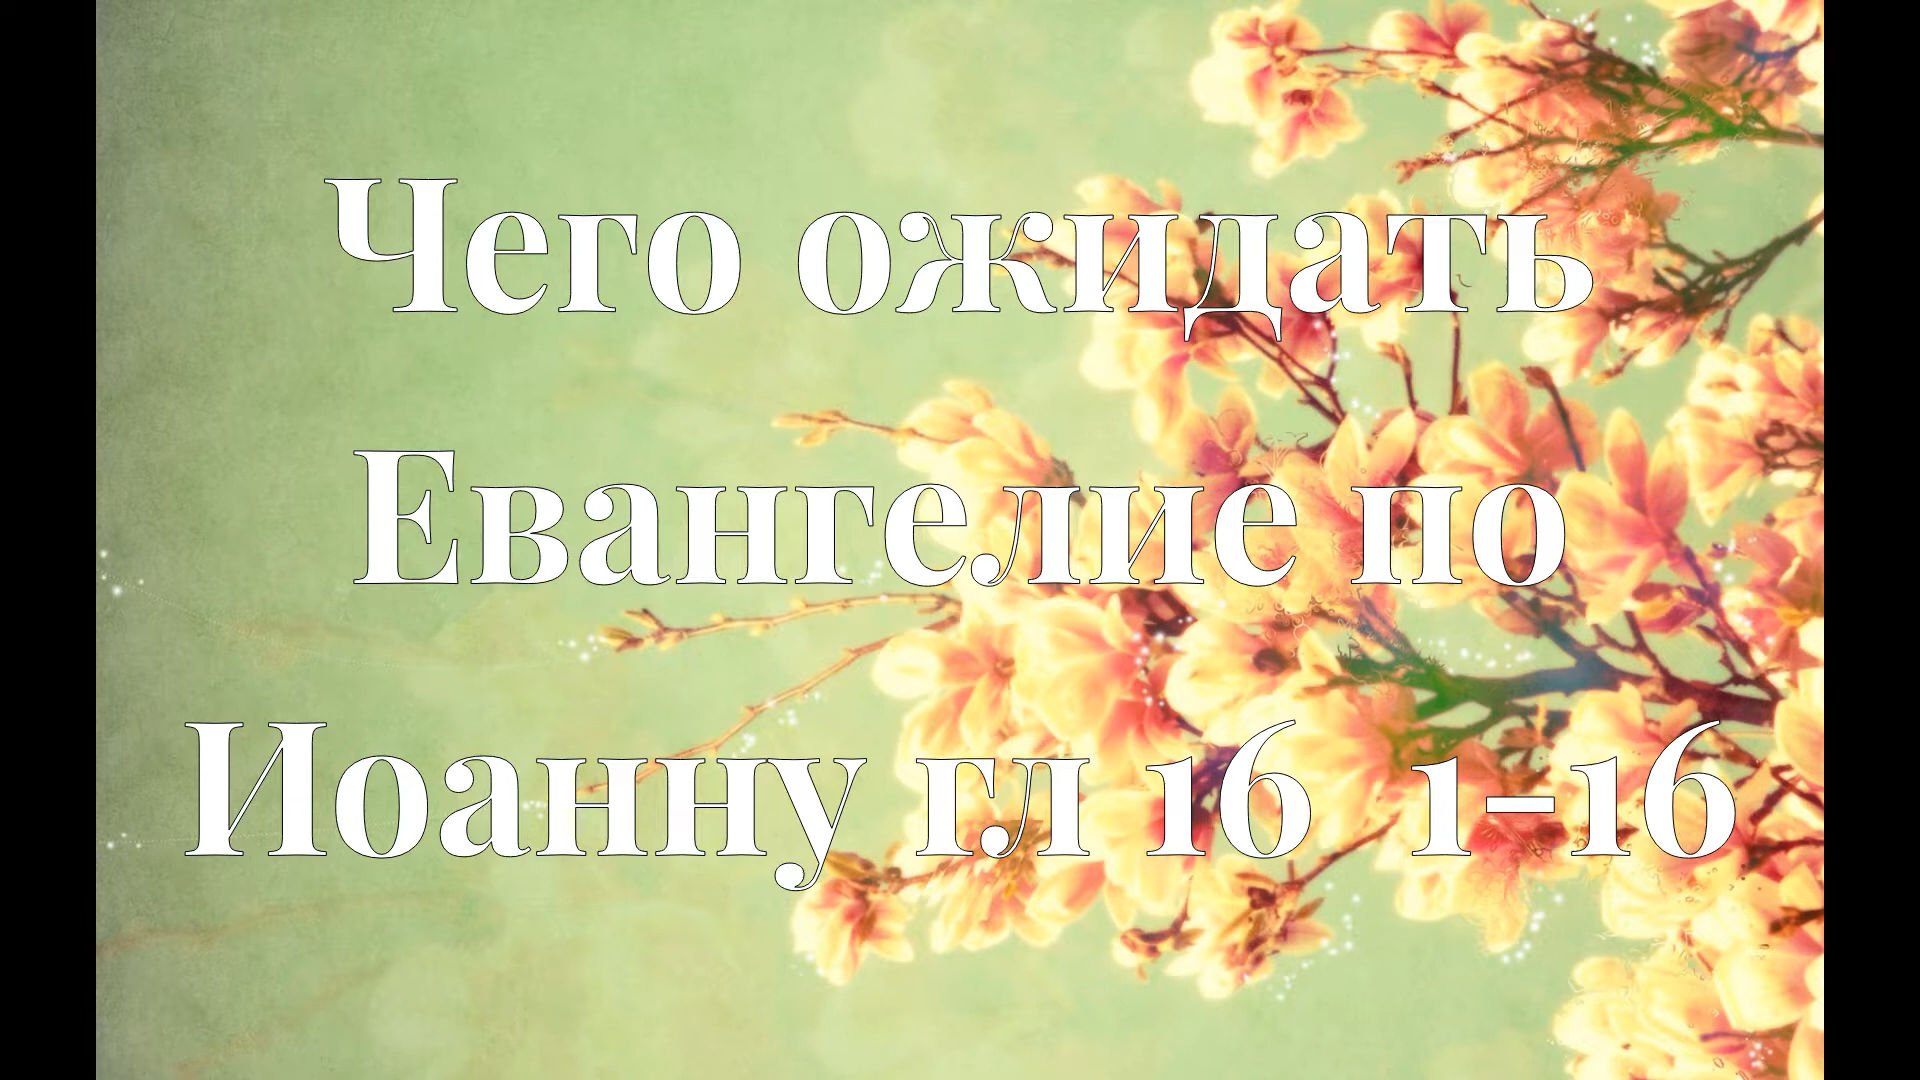 Чего ожидать
Евангелие по
Иоанну гл 16  1-16